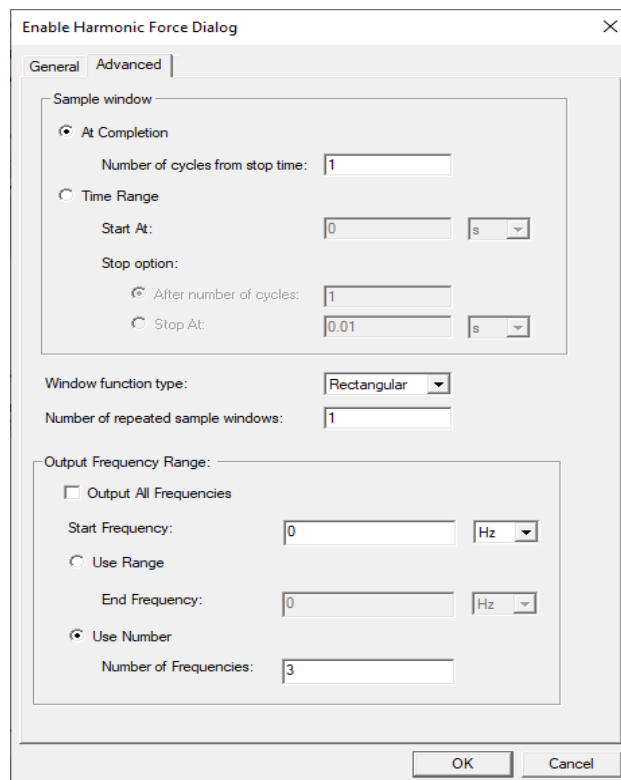 Enable Harmonic Force Dialog
General Advanced
Sample window
At Completion
Number of cycles from stop time: 1
Time Range
Start At: 0 s
Stop option:
After number of cycles: 1
Stop At: 0.01 s
Window function type: Rectangular
Number of repeated sample windows: 1
Output Frequency Range:
Output All Frequencies
Start Frequency: 0 Hz
Use Range
End Frequency: 0 Hz
Use Number
Number of Frequencies: 3
OK Cancel